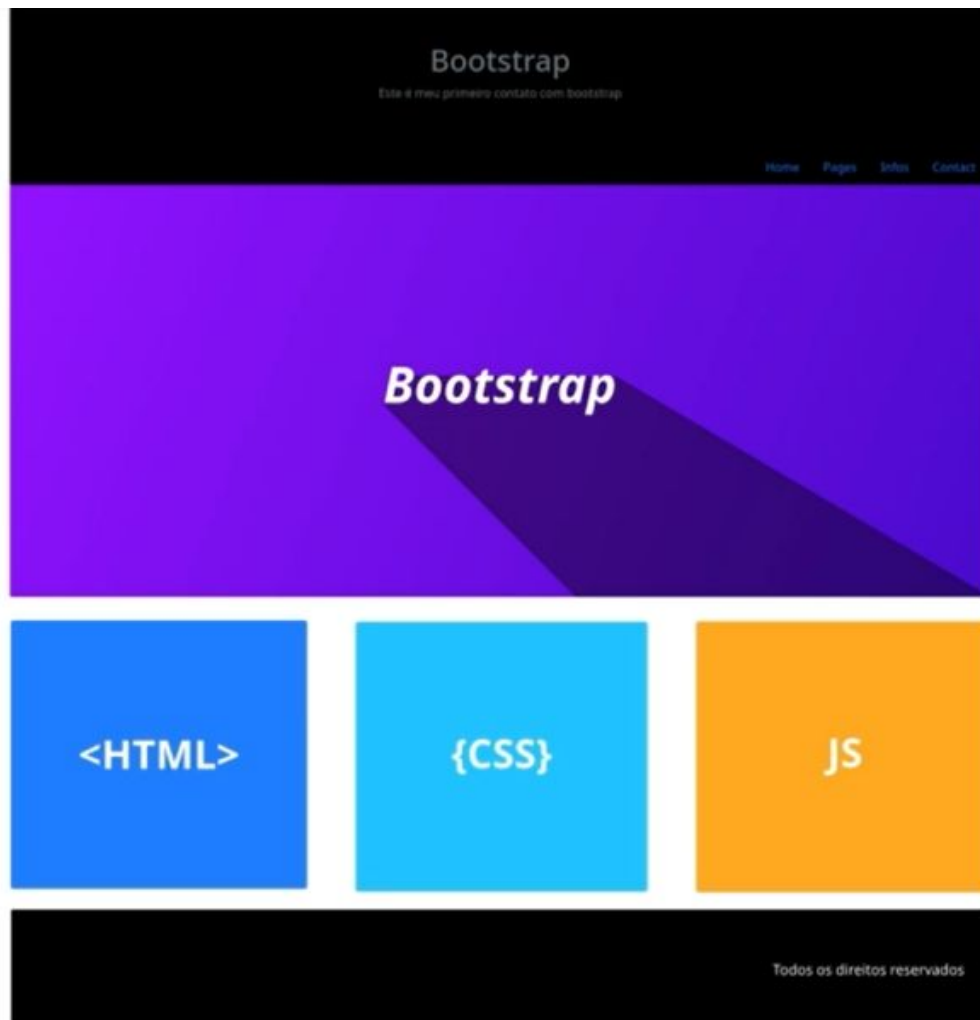 Bootstrap
Este é meu primeiro contato com bootstrap
Home Pages Infos Contact
Bootstrap
<HTML> {CSS} JS
Todos os direitos reservados